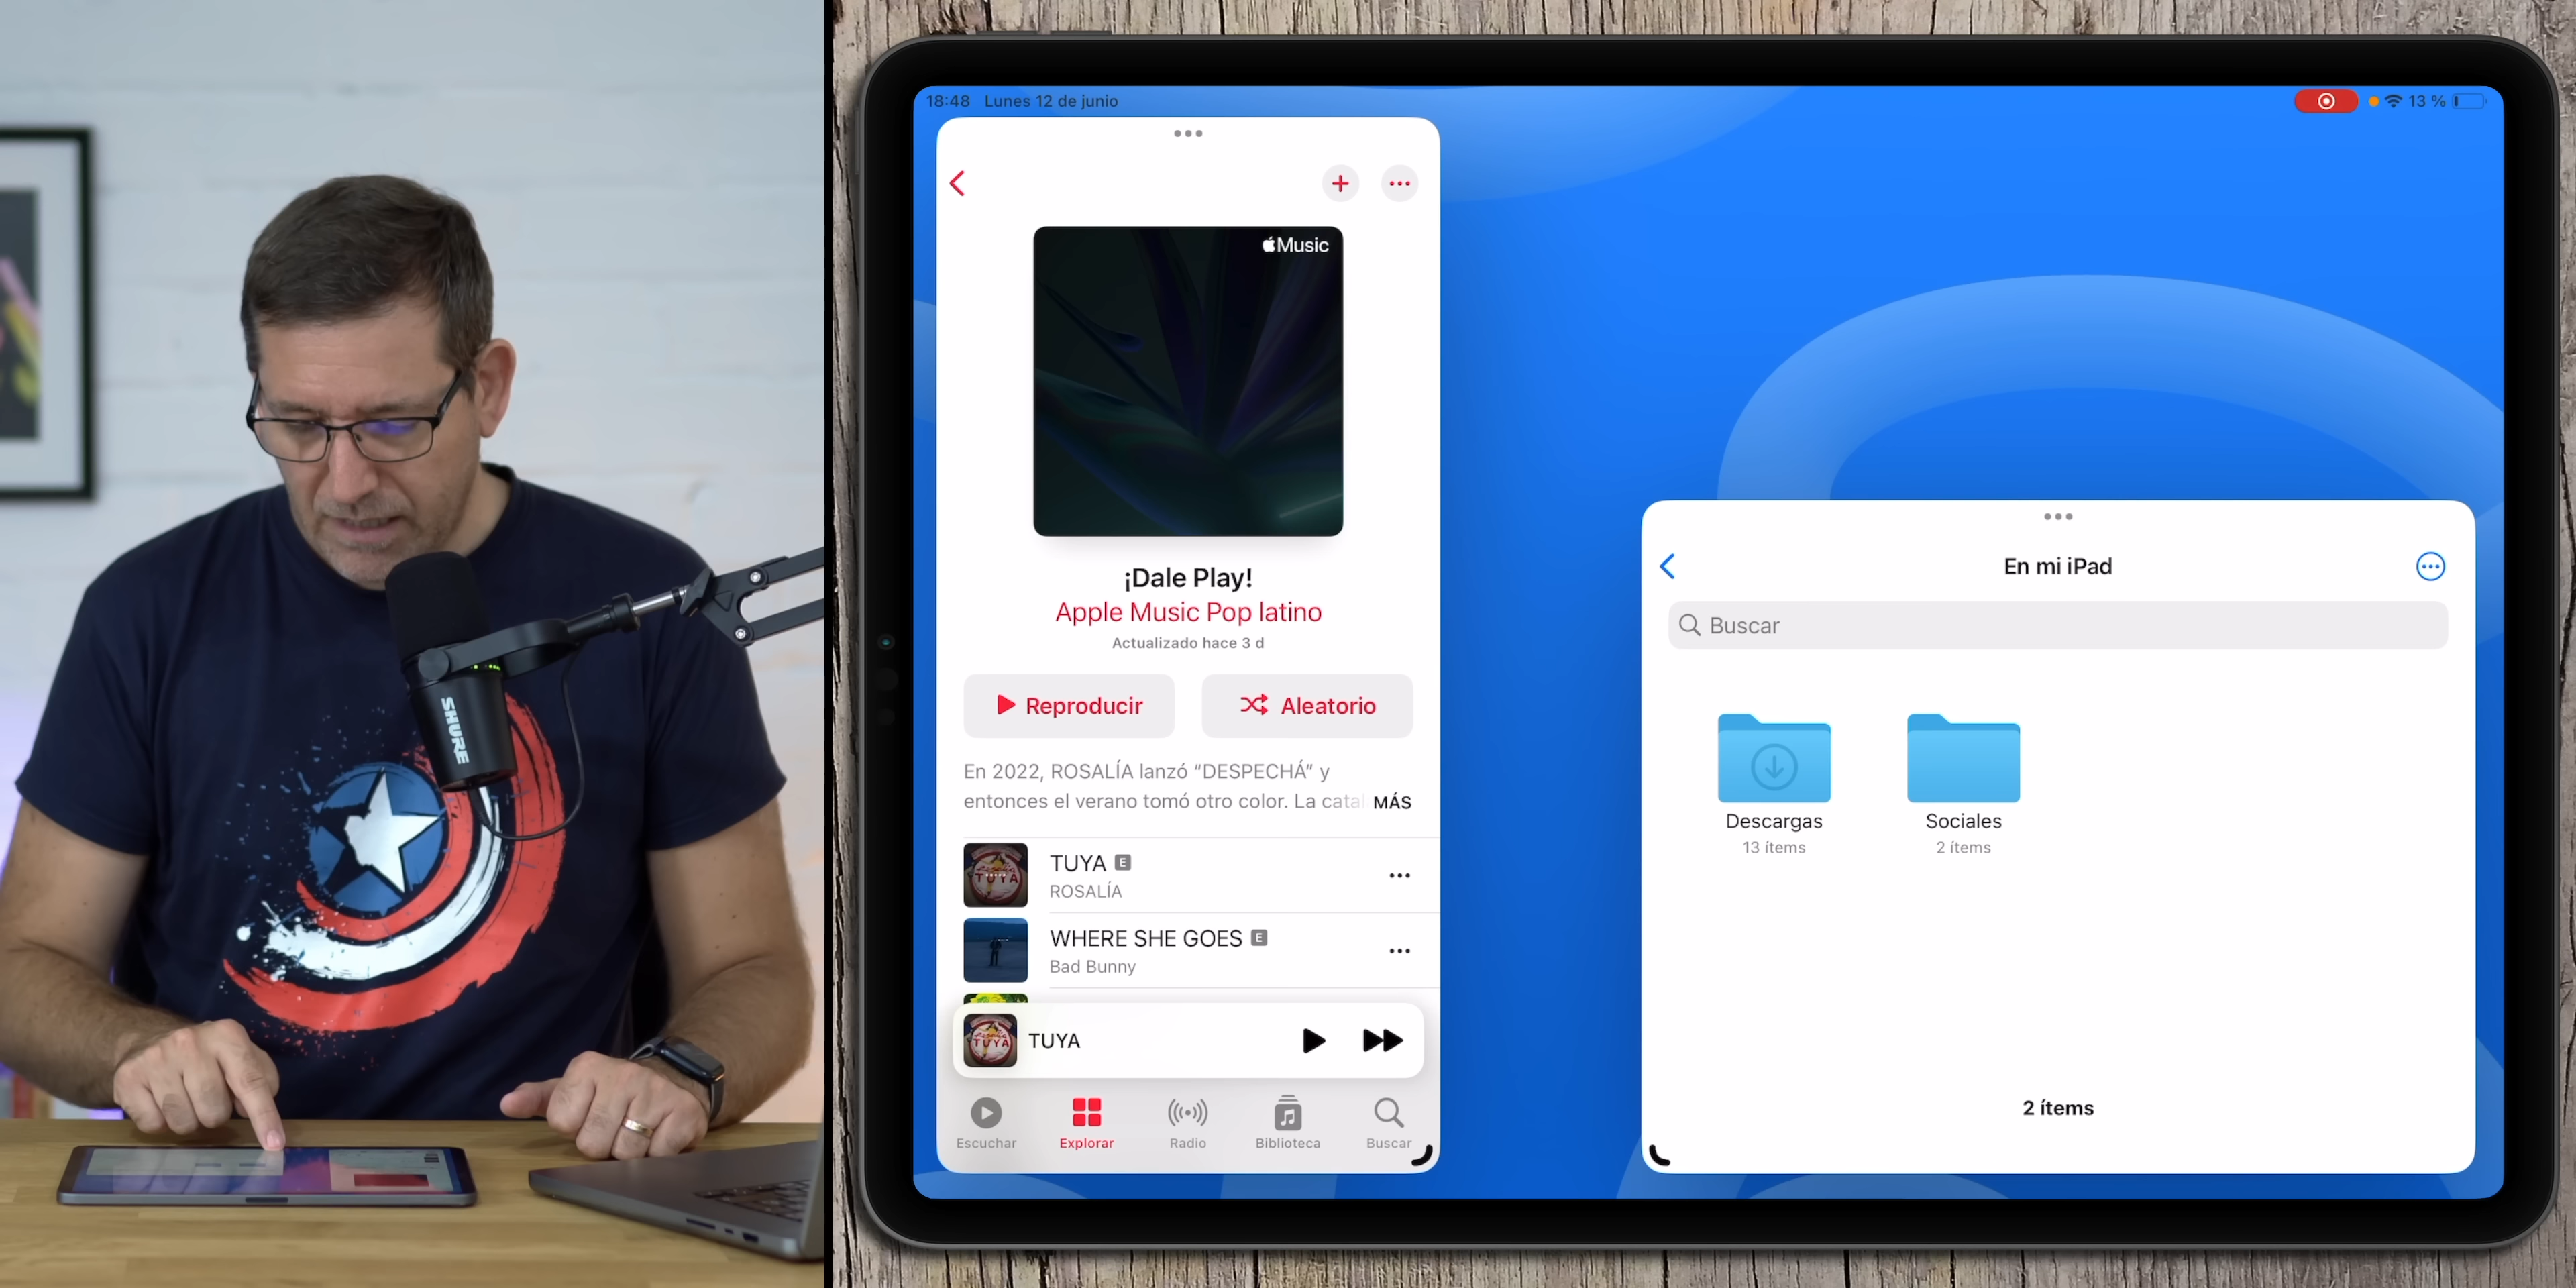 SHURE
18:48 Lunes 12 de junio
13 %
Music
¡Dale Play!
Apple Music Pop latino
Actualizado hace 3 d
Reproducir
Aleatorio
En 2022, ROSALÍA lanzó “DESPECHÁ” y
entonces el verano tomó otro color. La catal MÁS
TUYA
TUYA E
ROSALÍA
WHERE SHE GOES E
Bad Bunny
TUYA
TUYA
Escuchar
Explorar
Radio
Biblioteca
Buscar
En mi iPad
Buscar
Descargas
13 ítems
Sociales
2 ítems
2 ítems